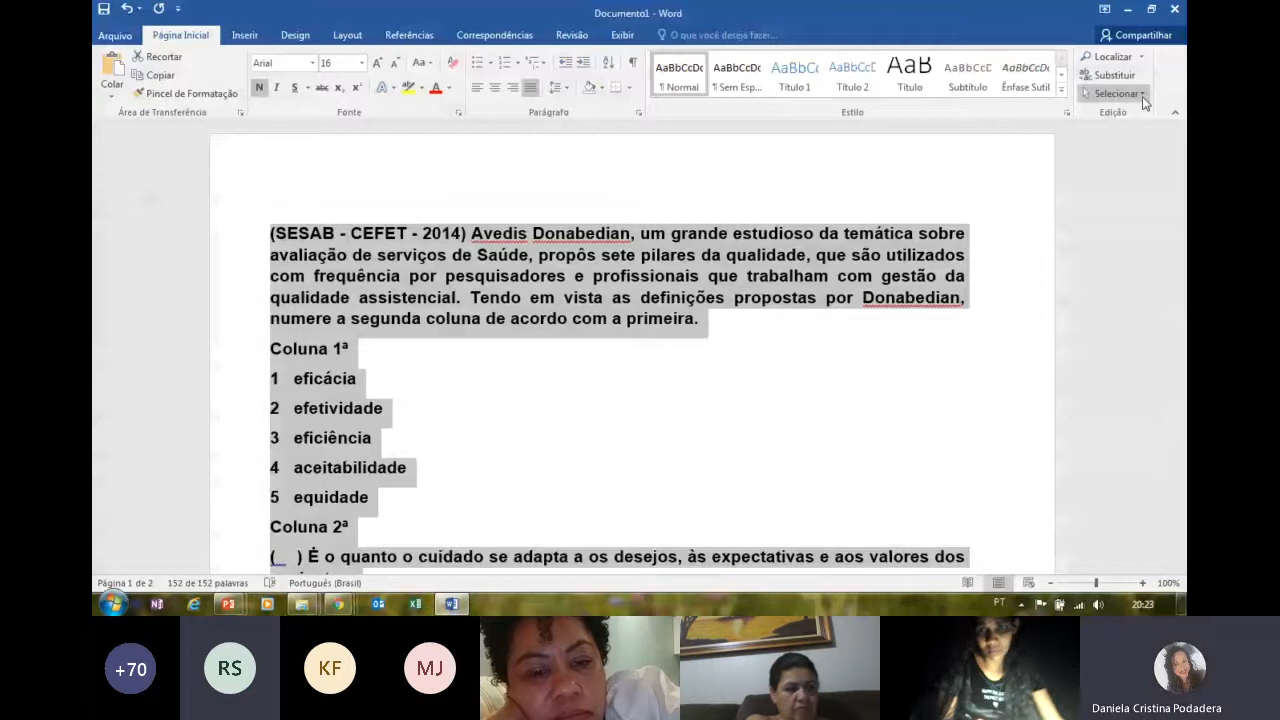 Documento1 - Word
Arquivo Página Inicial Inserir Design Layout Referências Correspondências Revisão Exibir O que você deseja fazer... Compartilhar
Colar Recortar Copiar Pincel de Formatação
Área de Transferência
Arial 16 Aa
N I S abc x₂ x² A
Fonte
Parágrafo
AaBbCcDc AaBbCcDc AaBbCc AaBbCcD AaB AaBbCcD AaBbCcDc
¶ Normal ¶ Sem Esp... Título 1 Título 2 Título Subtítulo Ênfase Sutil
Estilo
Localizar
Substituir
Selecionar
Edição
(SESAB - CEFET - 2014) Avedis Donabedian, um grande estudioso da temática sobre
avaliação de serviços de Saúde, propôs sete pilares da qualidade, que são utilizados
com frequência por pesquisadores e profissionais que trabalham com gestão da
qualidade assistencial. Tendo em vista as definições propostas por Donabedian,
numere a segunda coluna de acordo com a primeira.
Coluna 1ª
1 eficácia
2 efetividade
3 eficiência
4 aceitabilidade
5 equidade
Coluna 2ª
( ) É o quanto o cuidado se adapta a os desejos, às expectativas e aos valores dos
Página 1 de 2 152 de 152 palavras Português (Brasil) 100%
PT 20:23
+70 RS KF MJ
Daniela Cristina Podadera